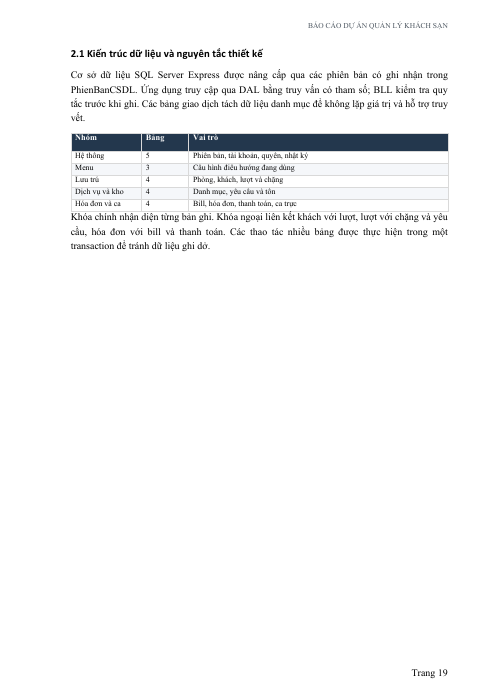 BÁO CÁO DỰ ÁN QUẢN LÝ KHÁCH SẠN
2.1 Kiến trúc dữ liệu và nguyên tắc thiết kế
Cơ sở dữ liệu SQL Server Express được nâng cấp qua các phiên bản có ghi nhận trong
PhienBanCSDL. Ứng dụng truy cập qua DAL bằng truy vấn có tham số; BLL kiểm tra quy
tắc trước khi ghi. Các bảng giao dịch tách dữ liệu danh mục để không lặp giá trị và hỗ trợ truy
vết.
Nhóm Bảng Vai trò
Hệ thống 5 Phiên bản, tài khoản, quyền, nhật ký
Menu 3 Cấu hình điều hướng đang dùng
Lưu trú 4 Phòng, khách, lượt và chặng
Dịch vụ và kho 4 Danh mục, yêu cầu và tồn
Hóa đơn và ca 4 Bill, hóa đơn, thanh toán, ca trực
Khóa chính nhận diện từng bản ghi. Khóa ngoại liên kết khách với lượt, lượt với chặng và yêu
cầu, hóa đơn với bill và thanh toán. Các thao tác nhiều bảng được thực hiện trong một
transaction để tránh dữ liệu ghi dở.
Trang 19